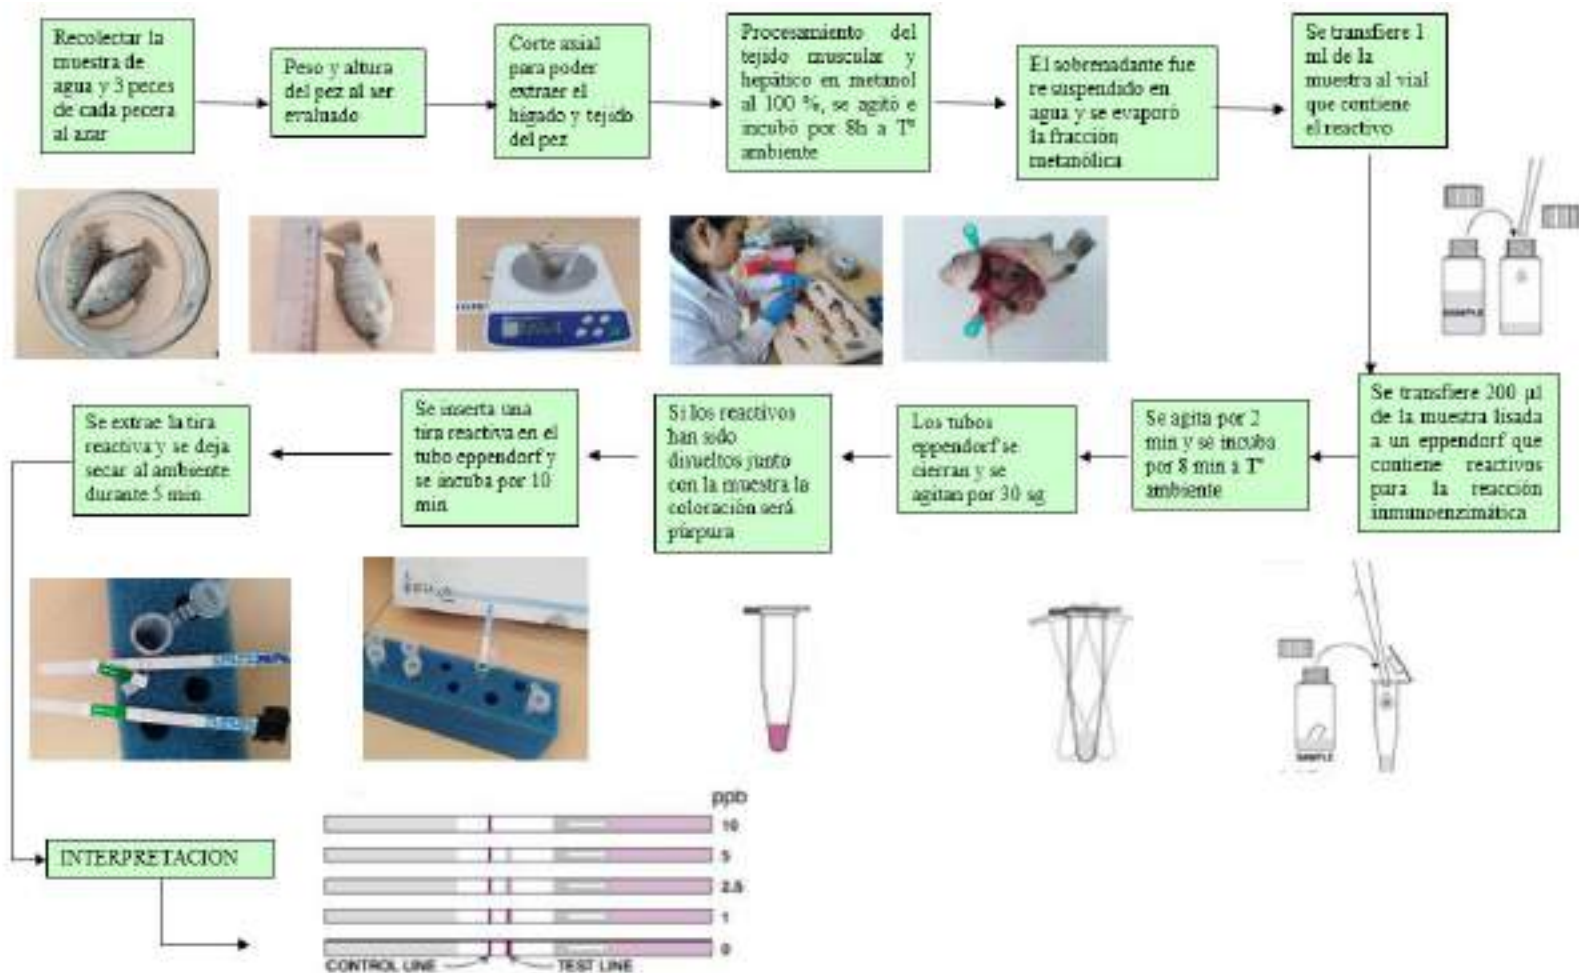 Recolectar la
muestra de
agua y 3 peces
de cada pecera
al azar
Peso y altura
del pez al ser
evaluado
Corte axial
para poder
extraer el
hígado y tejido
del pez
Procesamiento del
tejido muscular y
hepático en metanol
al 100 %, se agitó e
incubó por 8h a Tº
ambiente
El sobrenadante fue
re suspendido en
agua y se evaporó
la fracción
metanólica
Se transfiere 1
ml de la
muestra al vial
que contiene
el reactivo
SAMPLE
Se transfiere 200 µl
de la muestra lisada
a un eppendorf que
contiene reactivos
para la reacción
inmunoenzimática
Se agita por 2
min y se incuba
por 8 min a Tº
ambiente
Los tubos
eppendorf se
cierran y se
agitan por 30 sg
Si los reactivos
han sido
disueltos junto
con la muestra la
coloración será
púrpura
Se inserta una
tira reactiva en el
tubo eppendorf y
se incuba por 10
min
Se extrae la tira
reactiva y se deja
secar al ambiente
durante 5 min
SAMPLE
INTERPRETACION
ppb
10
5
2.5
1
0
CONTROL LINE
TEST LINE